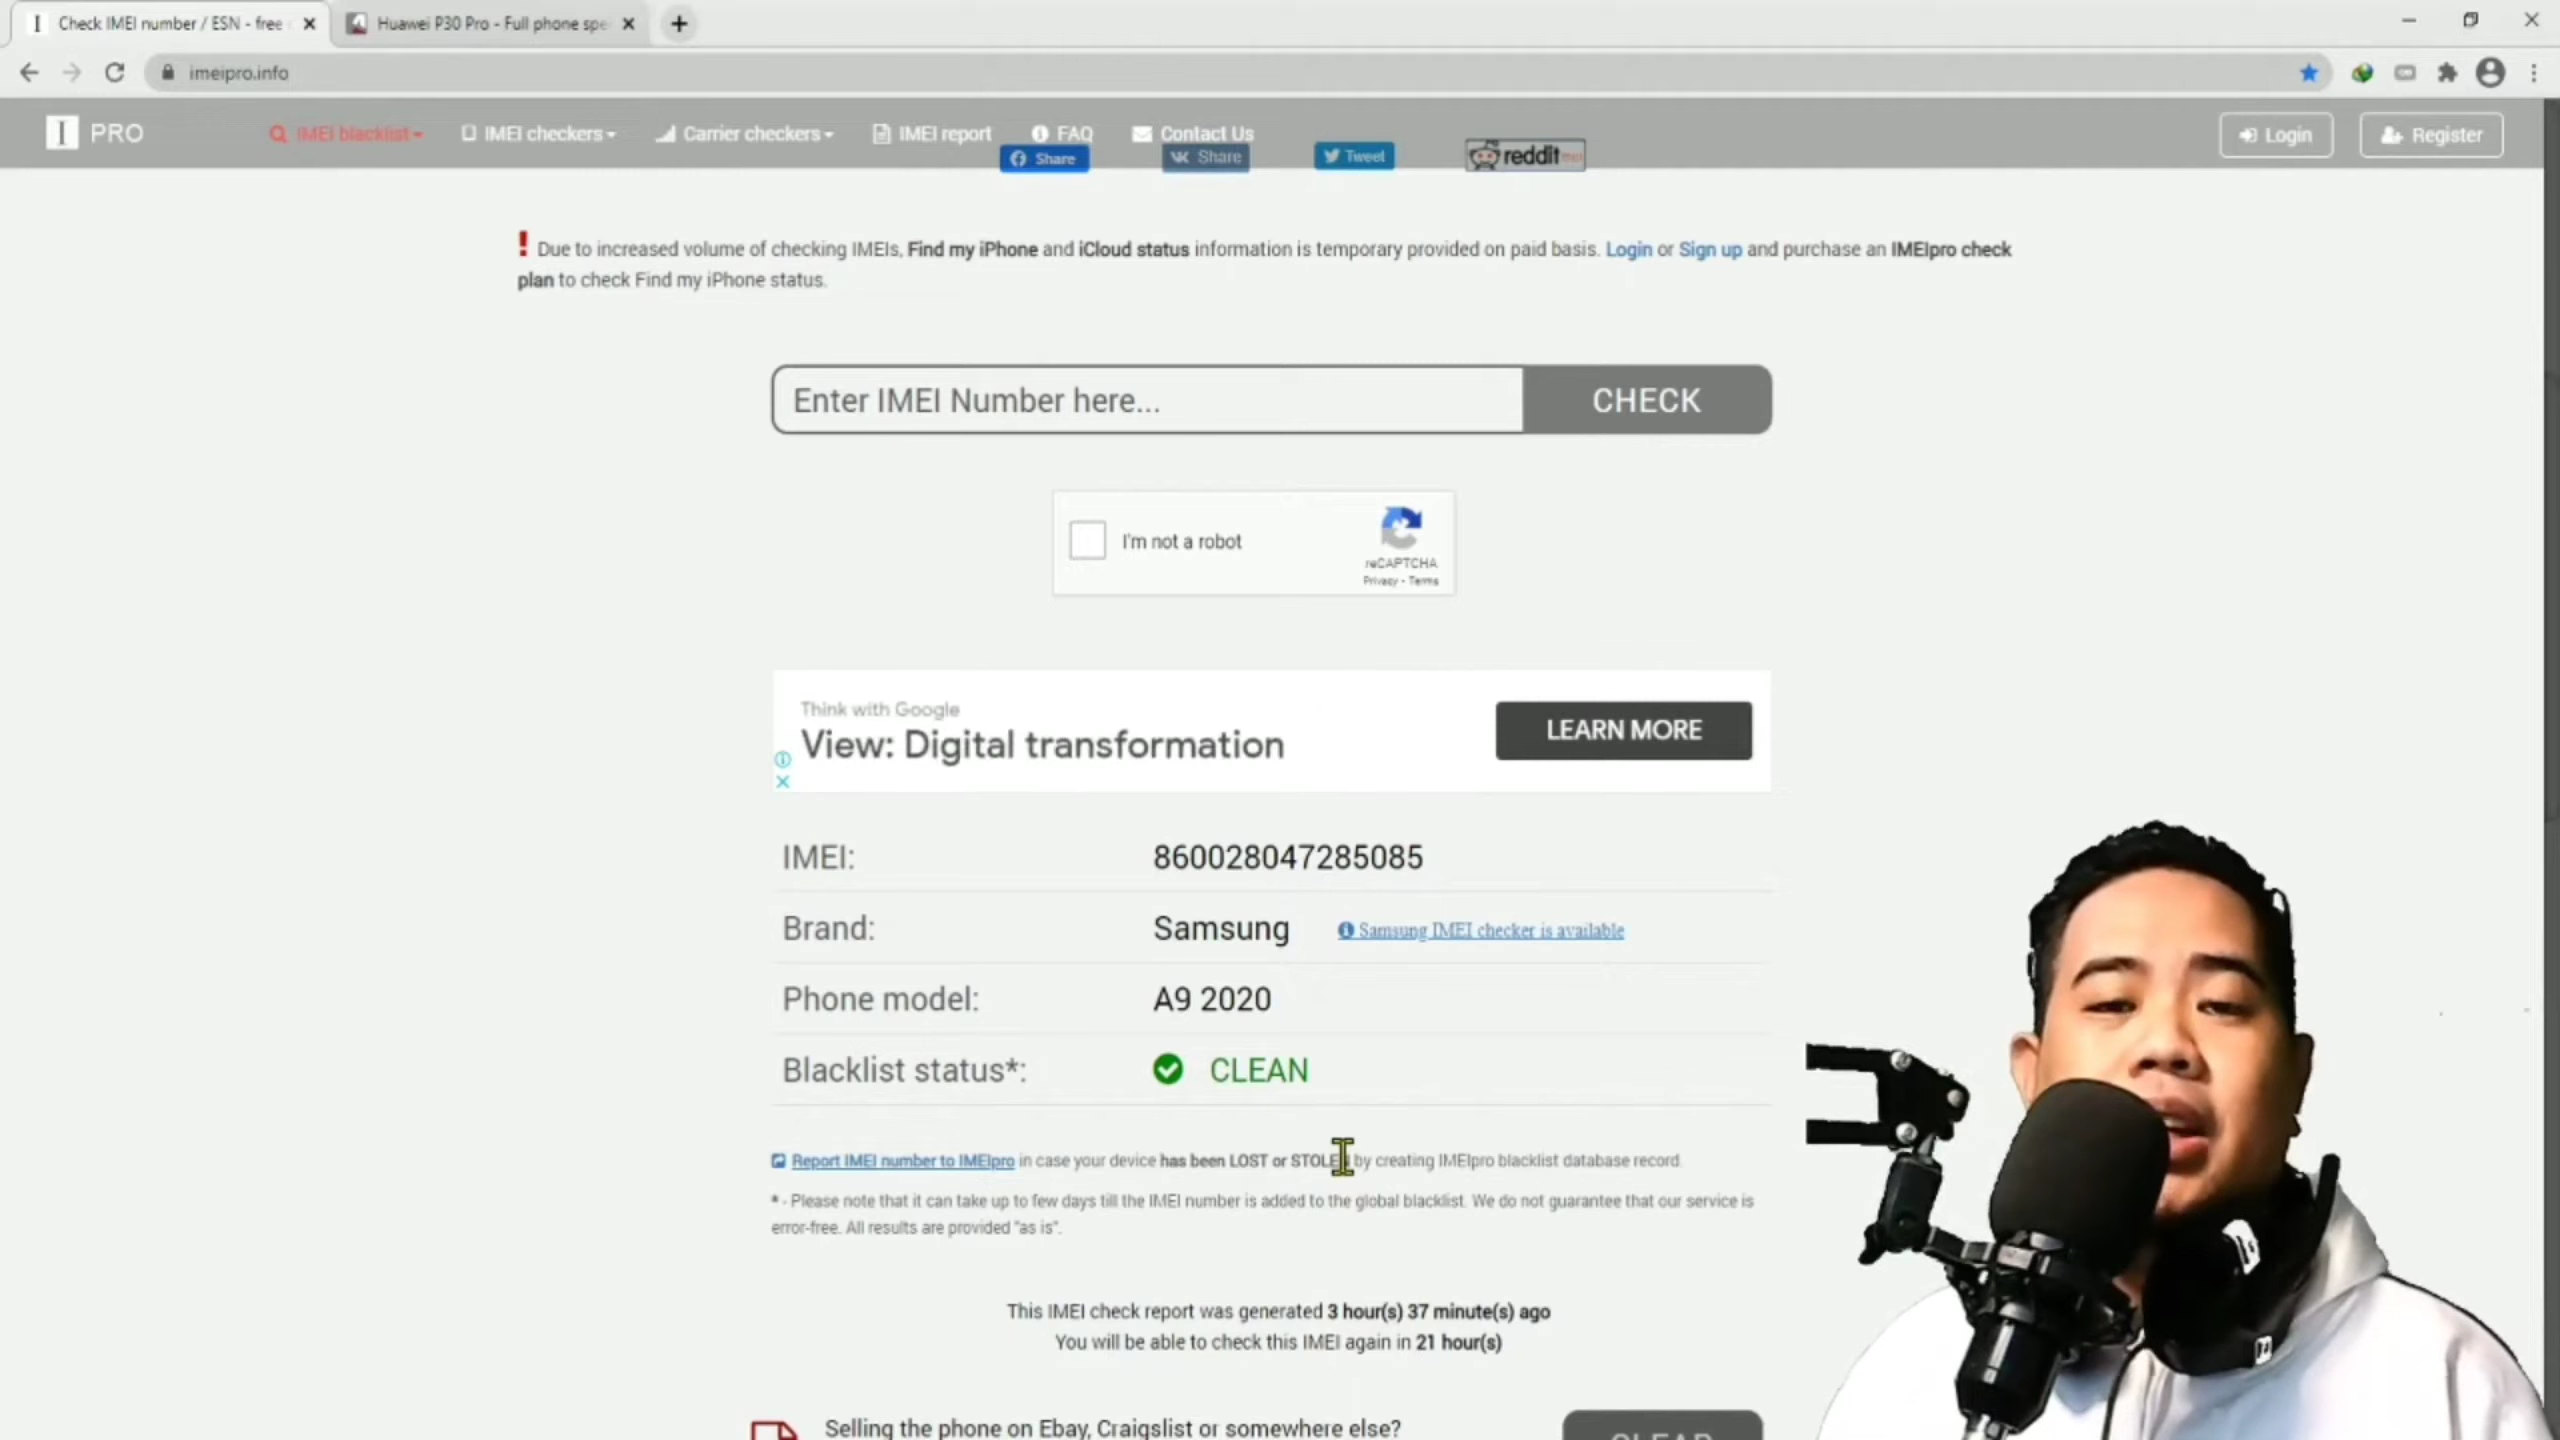 Check IMEI number / ESN - free
Huawei P30 Pro - Full phone spe
imeipro.info
I PRO
IMEI blacklist
IMEI checkers
Carrier checkers
IMEI report
FAQ
Contact Us
Login
Register
Share
Share
Tweet
reddit
! Due to increased volume of checking IMEIs, Find my iPhone and iCloud status information is temporary provided on paid basis. Login or Sign up and purchase an IMEIpro check
plan to check Find my iPhone status.
Enter IMEI Number here...
CHECK
I'm not a robot
reCAPTCHA
Privacy - Terms
Think with Google
View: Digital transformation
LEARN MORE
IMEI: 860028047285085
Brand: Samsung Samsung IMEI checker is available
Phone model: A9 2020
Blacklist status*: CLEAN
Report IMEI number to IMEIpro in case your device has been LOST or STOLEN by creating IMEIpro blacklist database record.
* - Please note that it can take up to few days till the IMEI number is added to the global blacklist. We do not guarantee that our service is
error-free. All results are provided "as is".
This IMEI check report was generated 3 hour(s) 37 minute(s) ago
You will be able to check this IMEI again in 21 hour(s)
Selling the phone on Ebay, Craigslist or somewhere else?